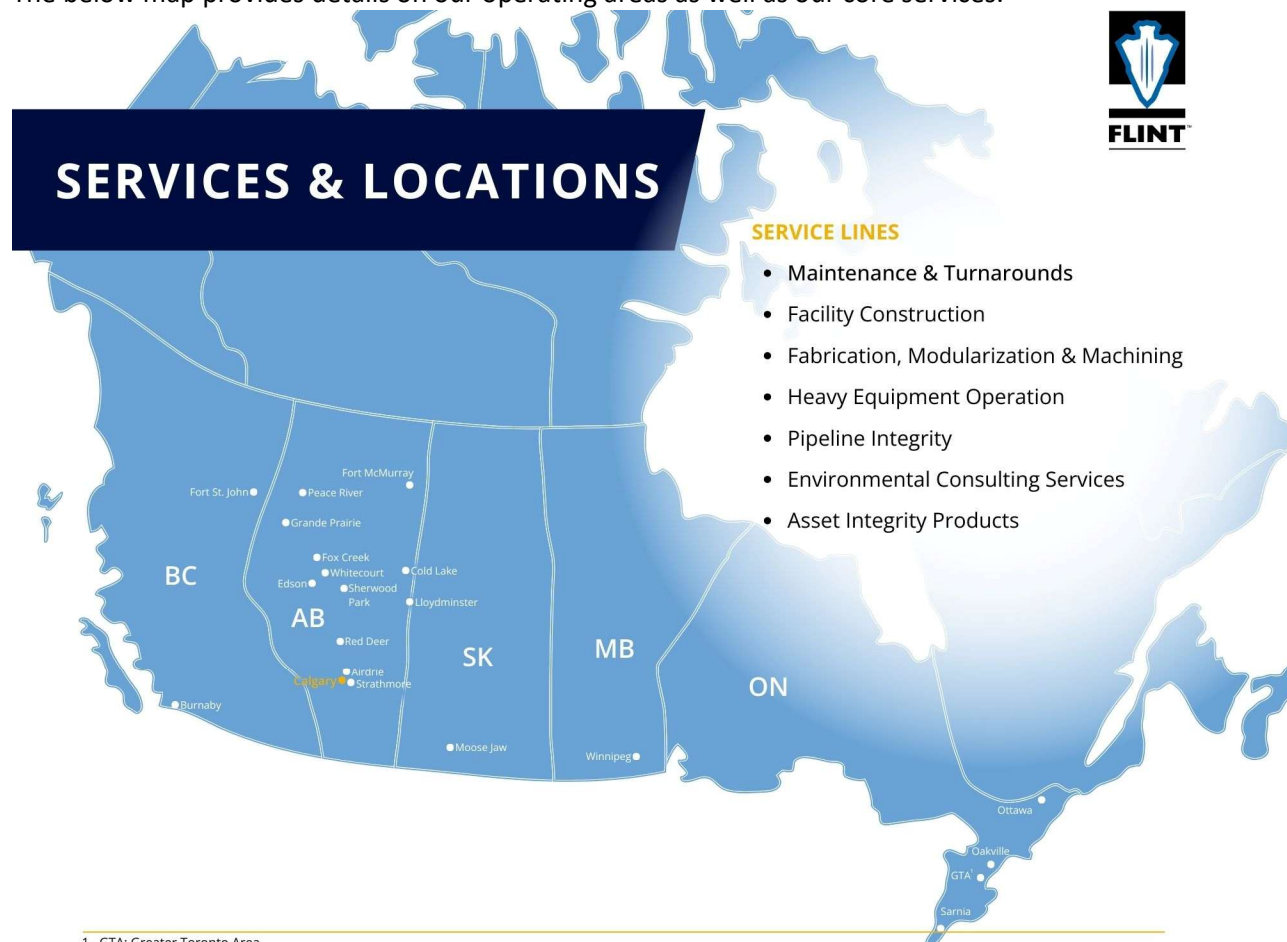 The below map provides details on our operating areas as well as our core services.
FLINT™
SERVICES & LOCATIONS
SERVICE LINES
• Maintenance & Turnarounds
• Facility Construction
• Fabrication, Modularization & Machining
• Heavy Equipment Operation
• Pipeline Integrity
• Environmental Consulting Services
• Asset Integrity Products
Fort McMurray
Fort St. John
Peace River
Grande Prairie
Fox Creek
Whitecourt
Cold Lake
Edson
Sherwood
Park
Lloydminster
BC
AB
Red Deer
SK
MB
ON
Airdrie
Calgary
Strathmore
Burnaby
Moose Jaw
Winnipeg
Ottawa
Oakville
GTA¹
Sarnia
1. GTA: Greater Toronto Area